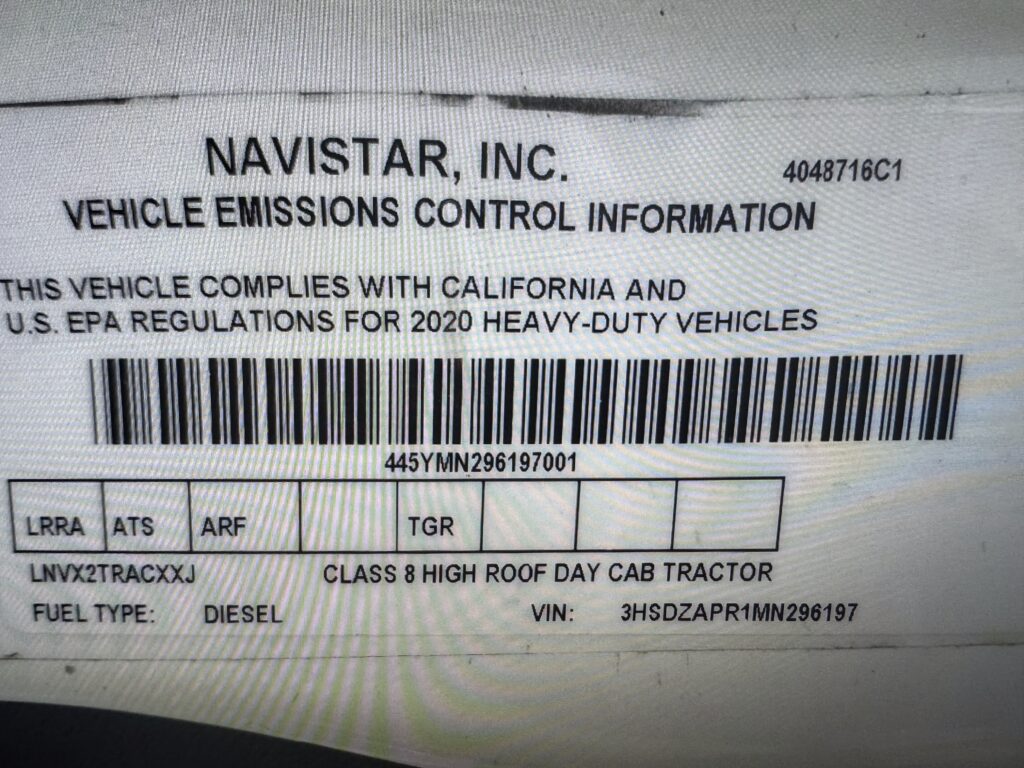 NAVISTAR, INC.
4048716C1
VEHICLE EMISSIONS CONTROL INFORMATION
THIS VEHICLE COMPLIES WITH CALIFORNIA AND
U.S. EPA REGULATIONS FOR 2020 HEAVY-DUTY VEHICLES
445YMN296197001
LRRA ATS ARF TGR
LNVX2TRACXXJ CLASS 8 HIGH ROOF DAY CAB TRACTOR
FUEL TYPE: DIESEL VIN: 3HSDZAPR1MN296197